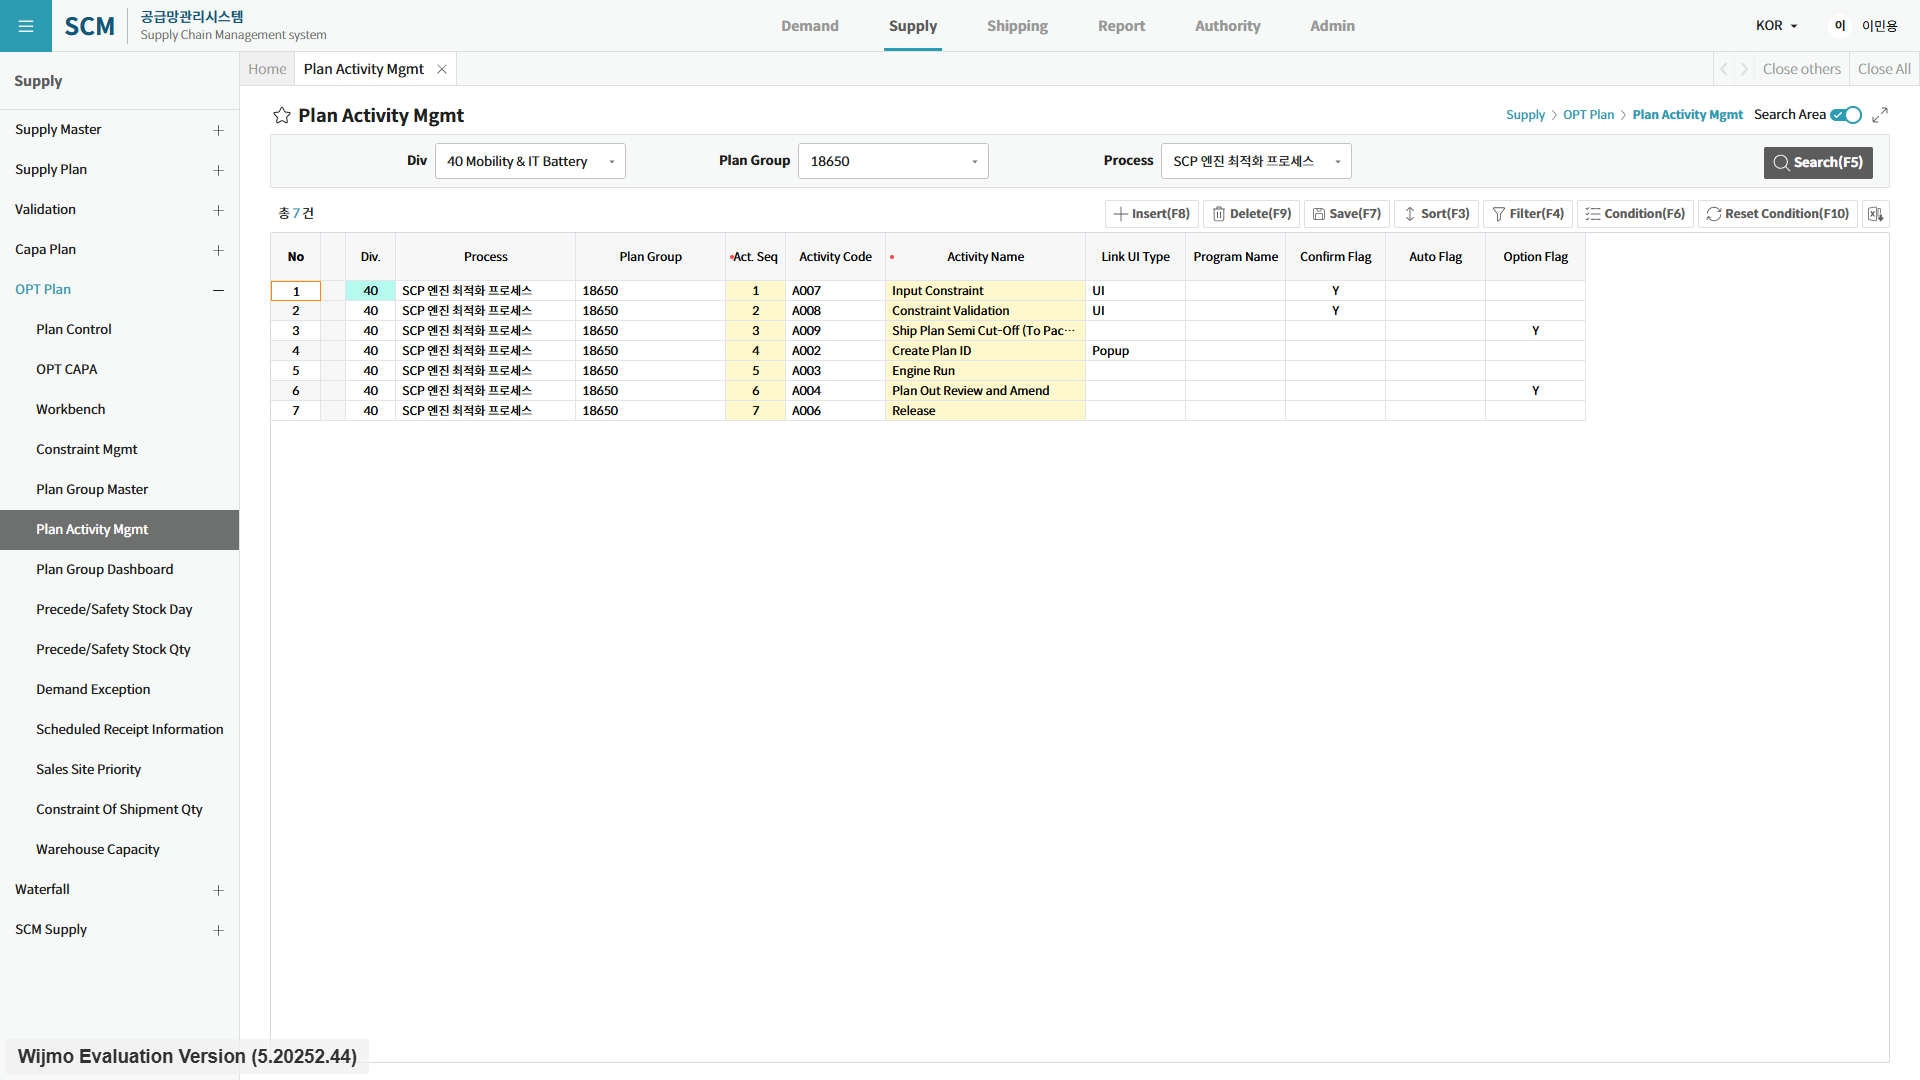 SCM 공급망관리시스템
Supply Chain Management system
Demand Supply Shipping Report Authority Admin
KOR 이 이민용
Supply
Home Plan Activity Mgmt Close others Close All
Plan Activity Mgmt
Supply > OPT Plan > Plan Activity Mgmt Search Area
Div 40 Mobility & IT Battery Plan Group 18650 Process SCP 엔진 최적화 프로세스 Search(F5)
총 7 건
Insert(F8) Delete(F9) Save(F7) Sort(F3) Filter(F4) Condition(F6) Reset Condition(F10)
No Div. Process Plan Group Act. Seq Activity Code Activity Name Link UI Type Program Name Confirm Flag Auto Flag Option Flag
1 40 SCP 엔진 최적화 프로세스 18650 1 A007 Input Constraint UI Y
2 40 SCP 엔진 최적화 프로세스 18650 2 A008 Constraint Validation UI Y
3 40 SCP 엔진 최적화 프로세스 18650 3 A009 Ship Plan Semi Cut-Off (To Pac… Y
4 40 SCP 엔진 최적화 프로세스 18650 4 A002 Create Plan ID Popup
5 40 SCP 엔진 최적화 프로세스 18650 5 A003 Engine Run
6 40 SCP 엔진 최적화 프로세스 18650 6 A004 Plan Out Review and Amend Y
7 40 SCP 엔진 최적화 프로세스 18650 7 A006 Release
Supply Master
Supply Plan
Validation
Capa Plan
OPT Plan
Plan Control
OPT CAPA
Workbench
Constraint Mgmt
Plan Group Master
Plan Activity Mgmt
Plan Group Dashboard
Precede/Safety Stock Day
Precede/Safety Stock Qty
Demand Exception
Scheduled Receipt Information
Sales Site Priority
Constraint Of Shipment Qty
Warehouse Capacity
Waterfall
SCM Supply
Wijmo Evaluation Version (5.20252.44)